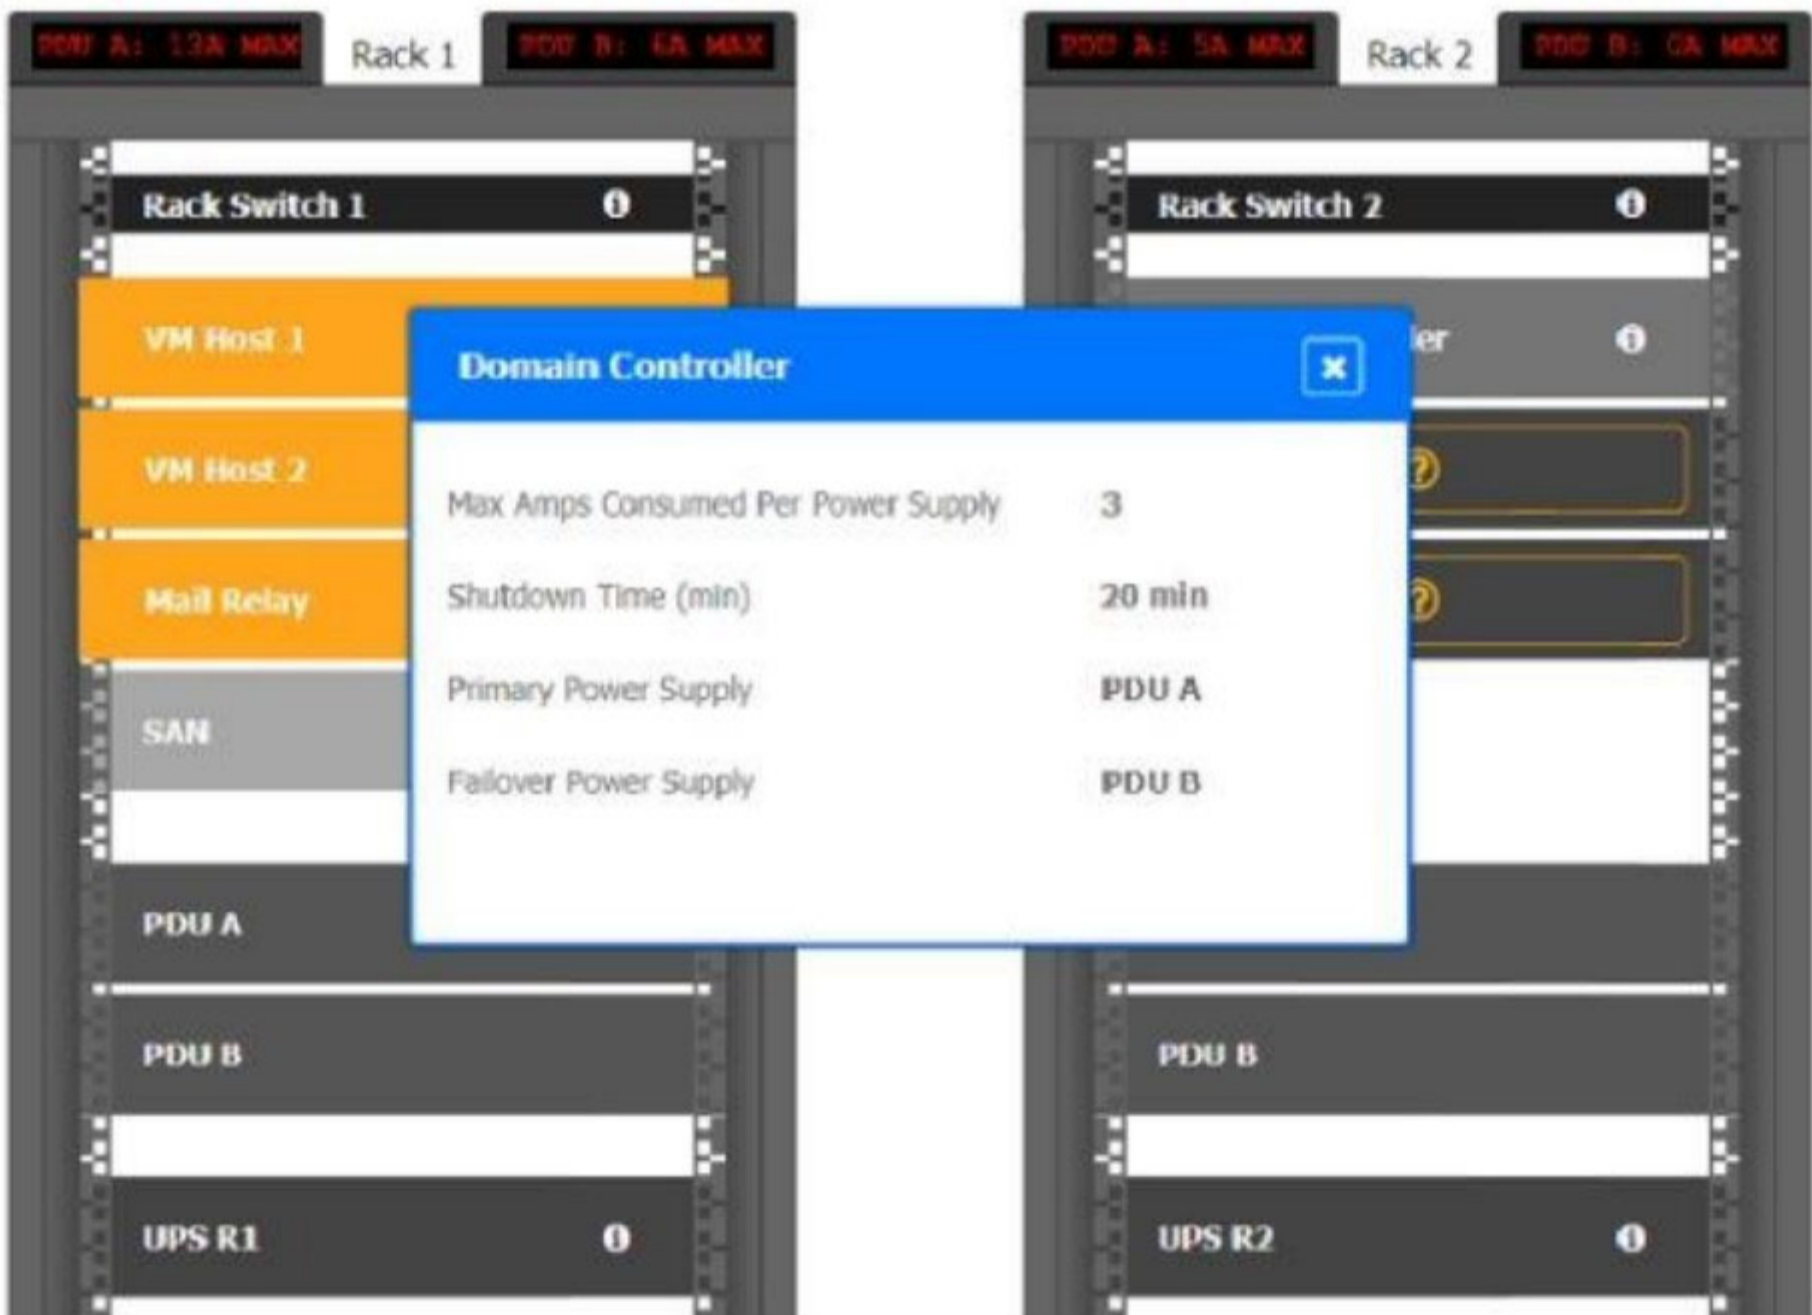 PDU A: 13A MAX
Rack 1
PDU B: 6A MAX
PDU A: 5A MAX
Rack 2
PDU B: 0A MAX
Rack Switch 1
Rack Switch 2
VM Host 1
ler
Domain Controller
VM Host 2
Max Amps Consumed Per Power Supply 3
?
Mail Relay
Shutdown Time (min) 20 min
?
Primary Power Supply PDU A
SAN
Failover Power Supply PDU B
PDU A
PDU B
PDU B
UPS R1
UPS R2